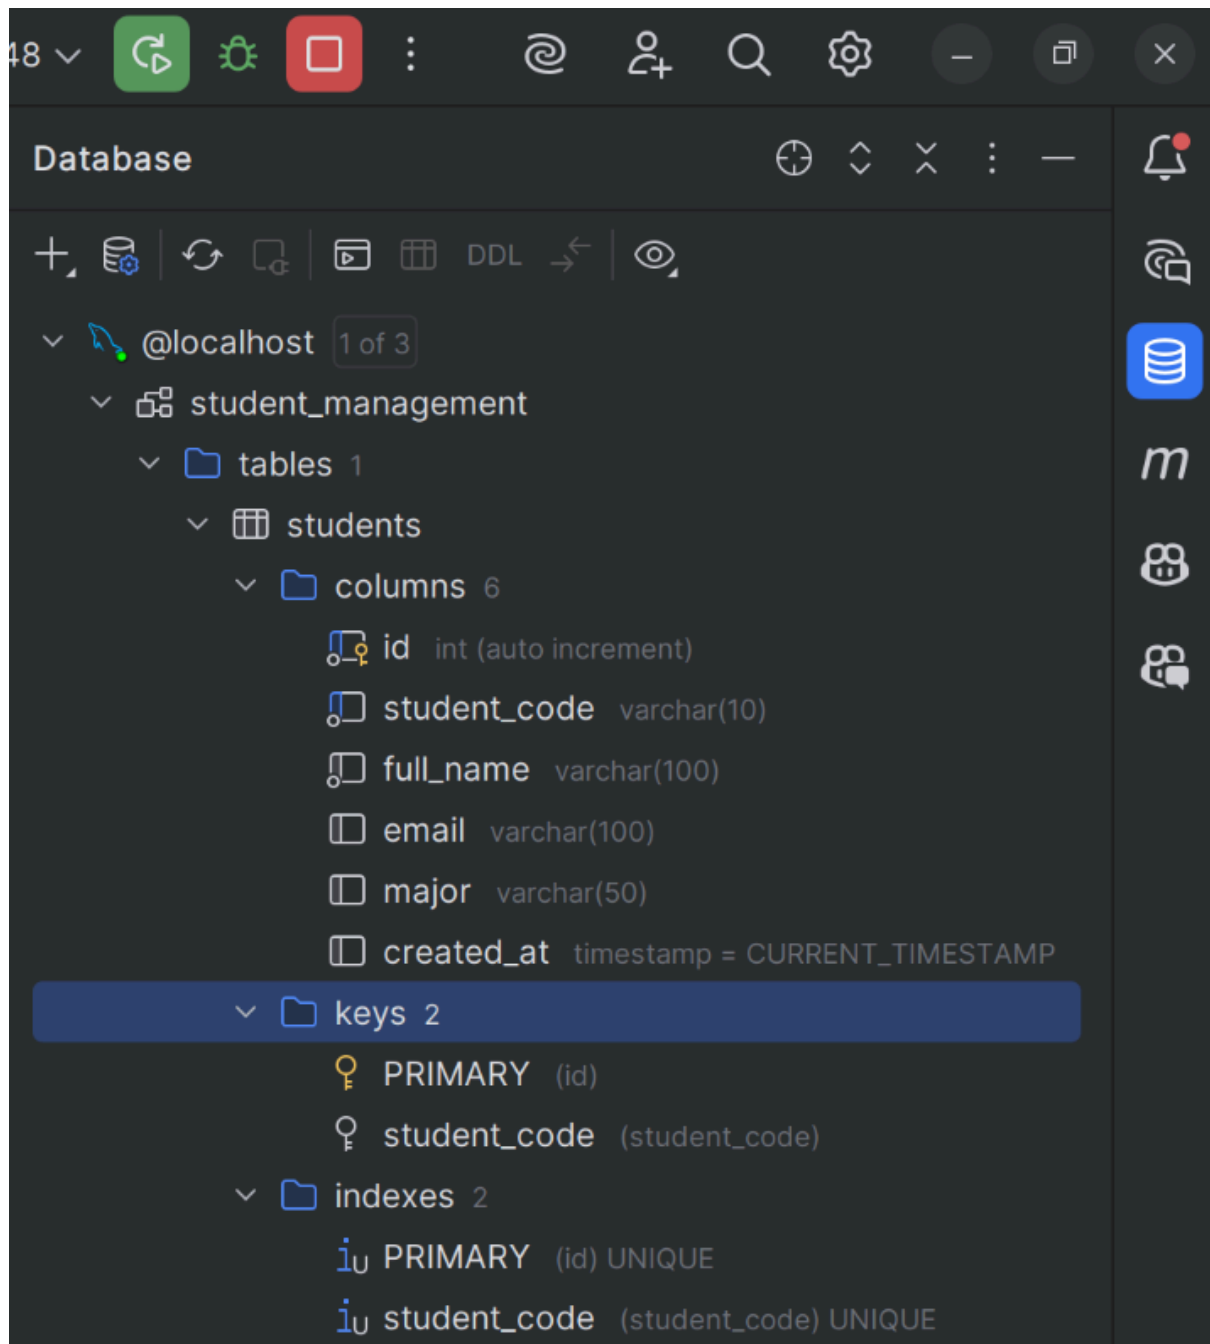 48
Database
DDL
@localhost 1 of 3
student_management
tables 1
students
columns 6
id int (auto increment)
student_code varchar(10)
full_name varchar(100)
email varchar(100)
major varchar(50)
created_at timestamp = CURRENT_TIMESTAMP
keys 2
PRIMARY (id)
student_code (student_code)
indexes 2
PRIMARY (id) UNIQUE
student_code (student_code) UNIQUE